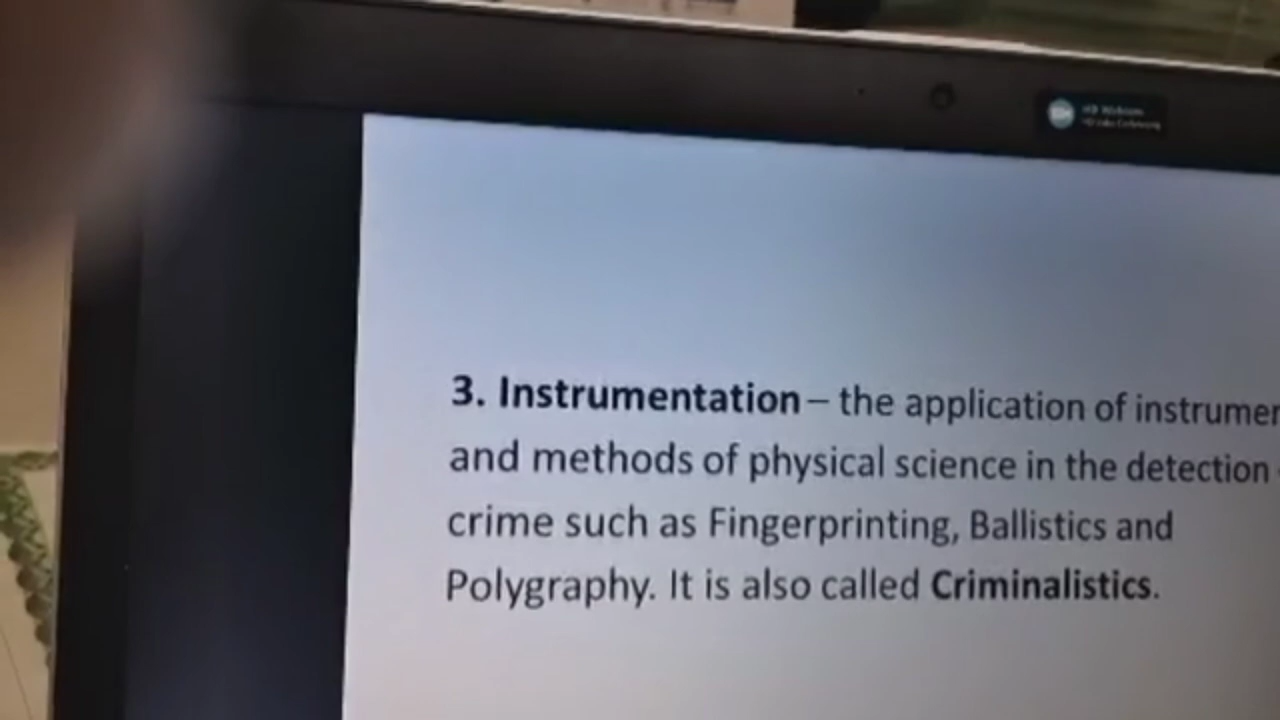 3. Instrumentation – the application of
and methods of physical science in the detection
crime such as Fingerprinting, Ballistics and
Polygraphy. It is also called Criminalistics.